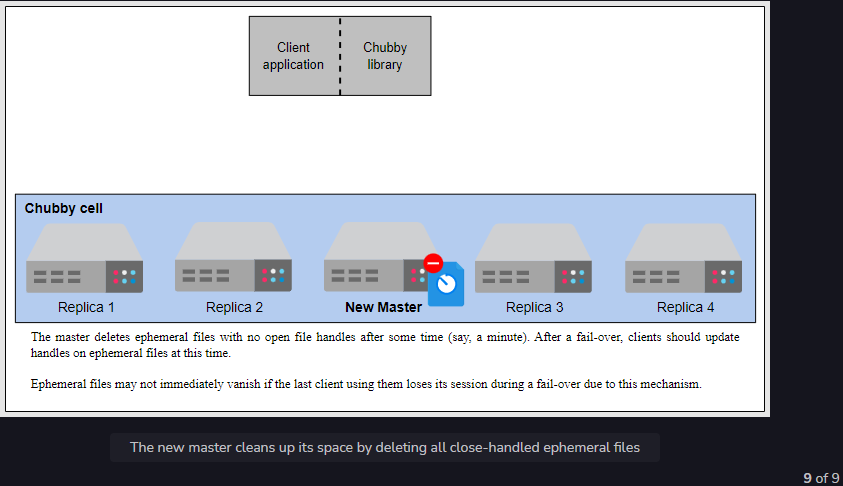 Client
application
Chubby
library
Chubby cell
Replica 1
Replica 2
New Master
Replica 3
Replica 4
The master deletes ephemeral files with no open file handles after some time (say, a minute). After a fail-over, clients should update
handles on ephemeral files at this time.
Ephemeral files may not immediately vanish if the last client using them loses its session during a fail-over due to this mechanism.
The new master cleans up its space by deleting all close-handled ephemeral files
9 of 9